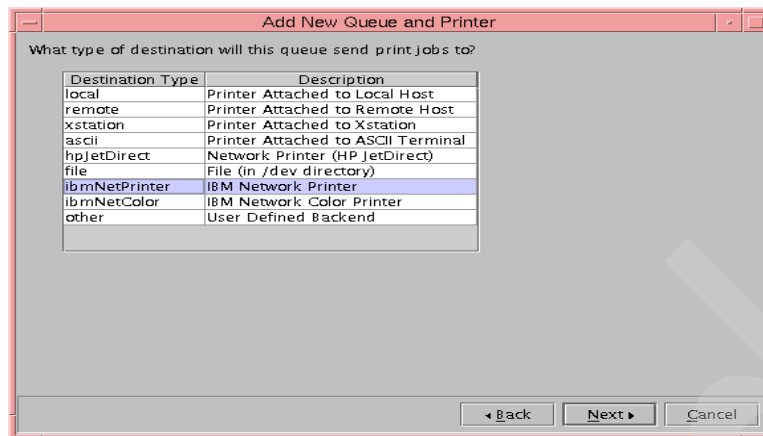 Add New Queue and Printer
What type of destination will this queue send print jobs to?
Destination Type Description
local Printer Attached to Local Host
remote Printer Attached to Remote Host
xstation Printer Attached to Xstation
ascii Printer Attached to ASCII Terminal
hpJetDirect Network Printer (HP JetDirect)
file File (in /dev directory)
ibmNetPrinter IBM Network Printer
ibmNetColor IBM Network Color Printer
other User Defined Backend
Back Next Cancel